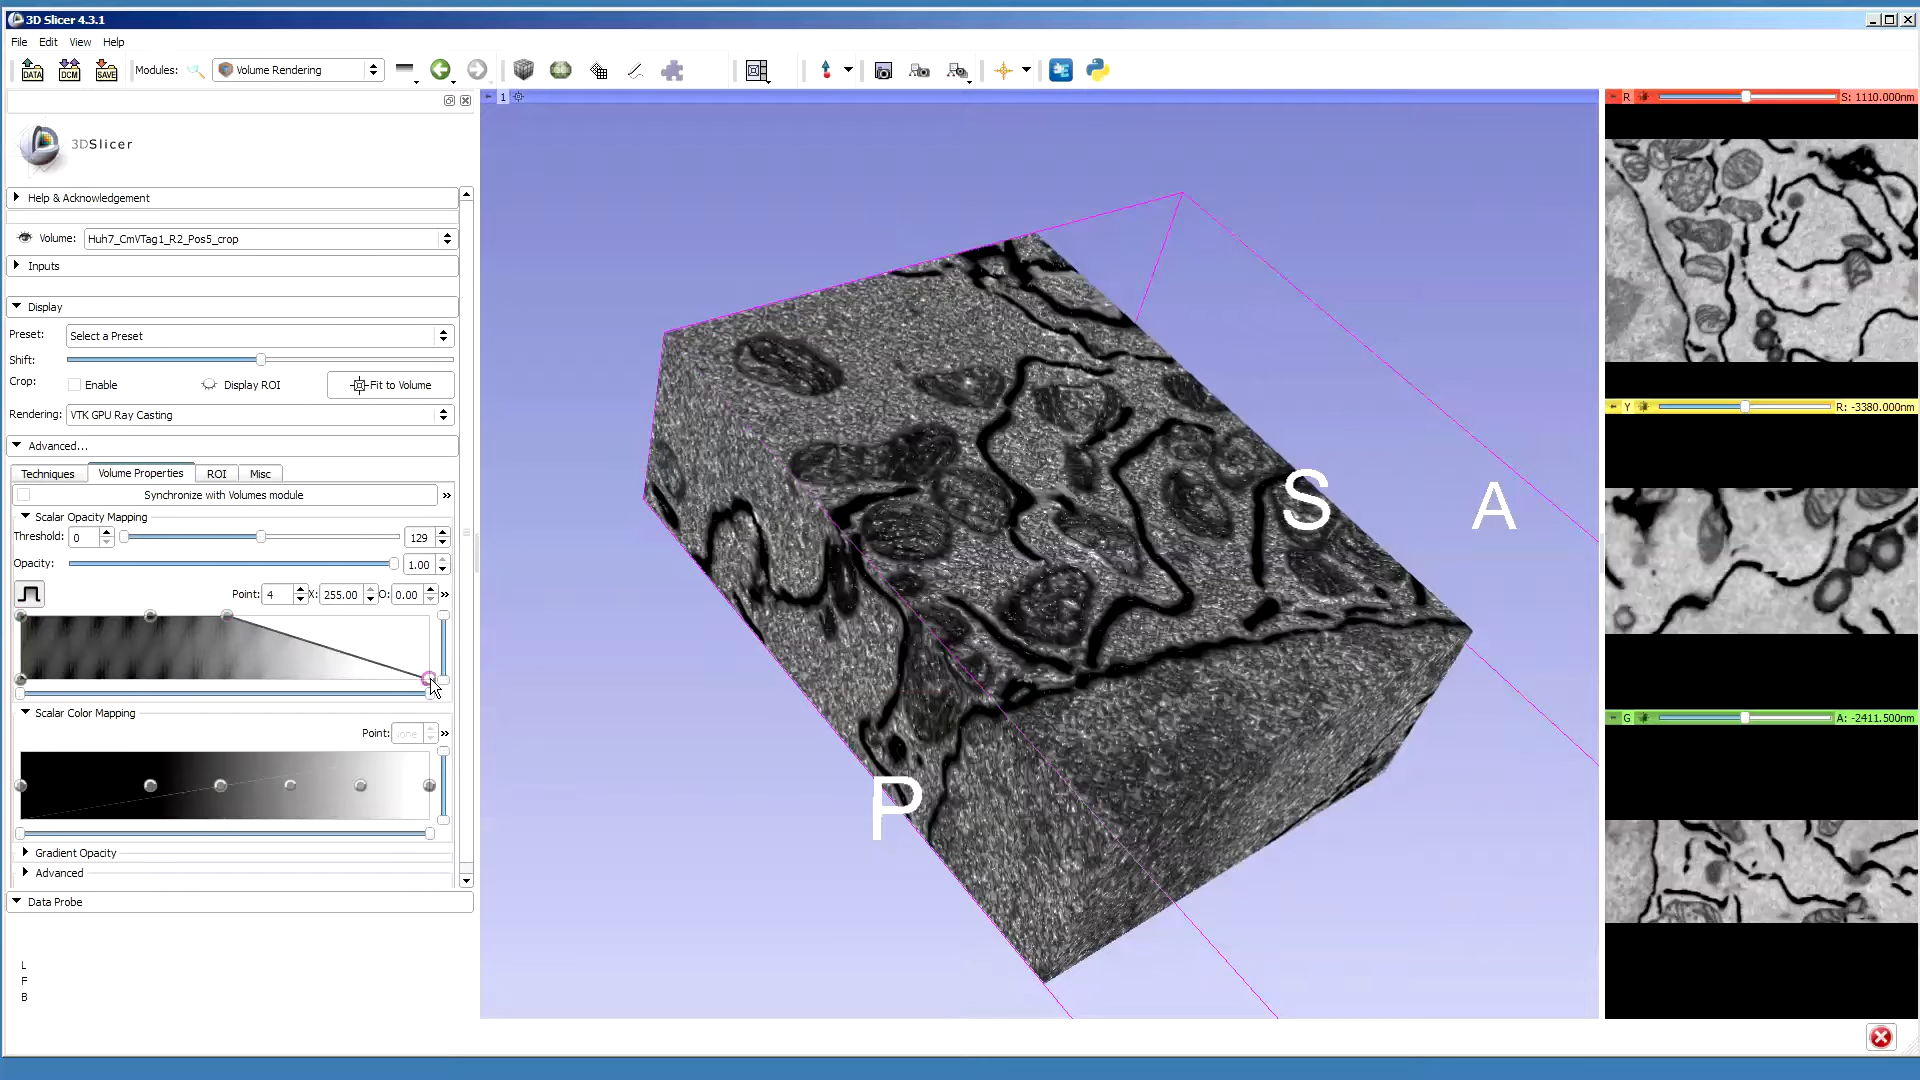 3D Slicer 4.3.1
File Edit View Help
DATA DCM SAVE Modules: Volume Rendering
1
R S: 1110.000nm
3DSlicer
Help & Acknowledgement
Volume: Huh7_CmVTag1_R2_Pos5_crop
Inputs
Display
Preset: Select a Preset
Shift:
Crop: Enable Display ROI Fit to Volume
Rendering: VTK GPU Ray Casting
Y R: -3380.000nm
Advanced...
Techniques Volume Properties ROI Misc
Synchronize with Volumes module »
S A
Scalar Opacity Mapping
Threshold: 0 129
Opacity: 1.00
Point: 4 X: 255.00 O: 0.00 »
Scalar Color Mapping
G A: -2411.500nm
Point: None »
P
Gradient Opacity
Advanced
Data Probe
L
F
B